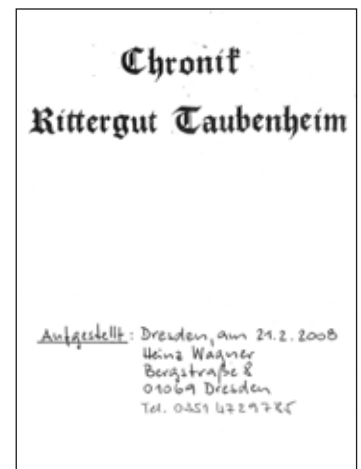 Chronik
Rittergut Taubenheim
Aufgestellt: Dresden, am 21.2.2008
Heinz Wagner
Bergstraße 8
01069 Dresden
Tel. 0351 4729785